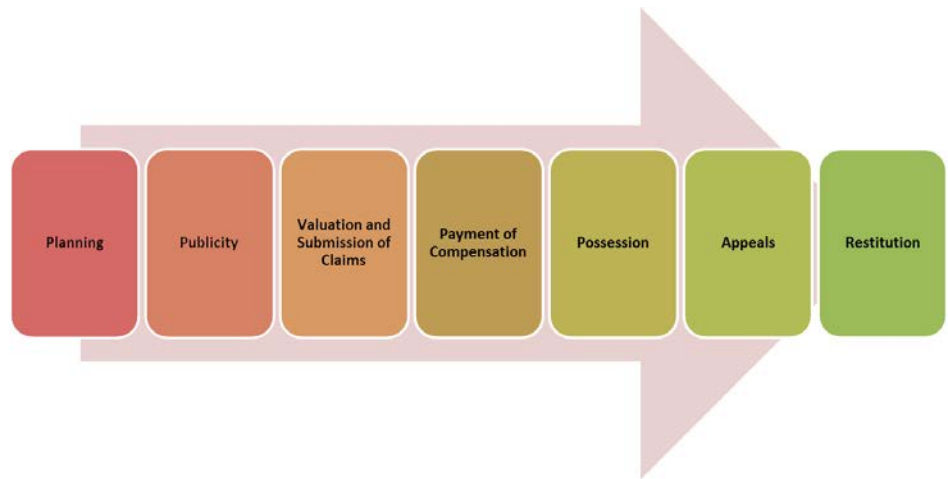 Planning
Publicity
Valuation and
Submission of
Claims
Payment of
Compensation
Possession
Appeals
Restitution